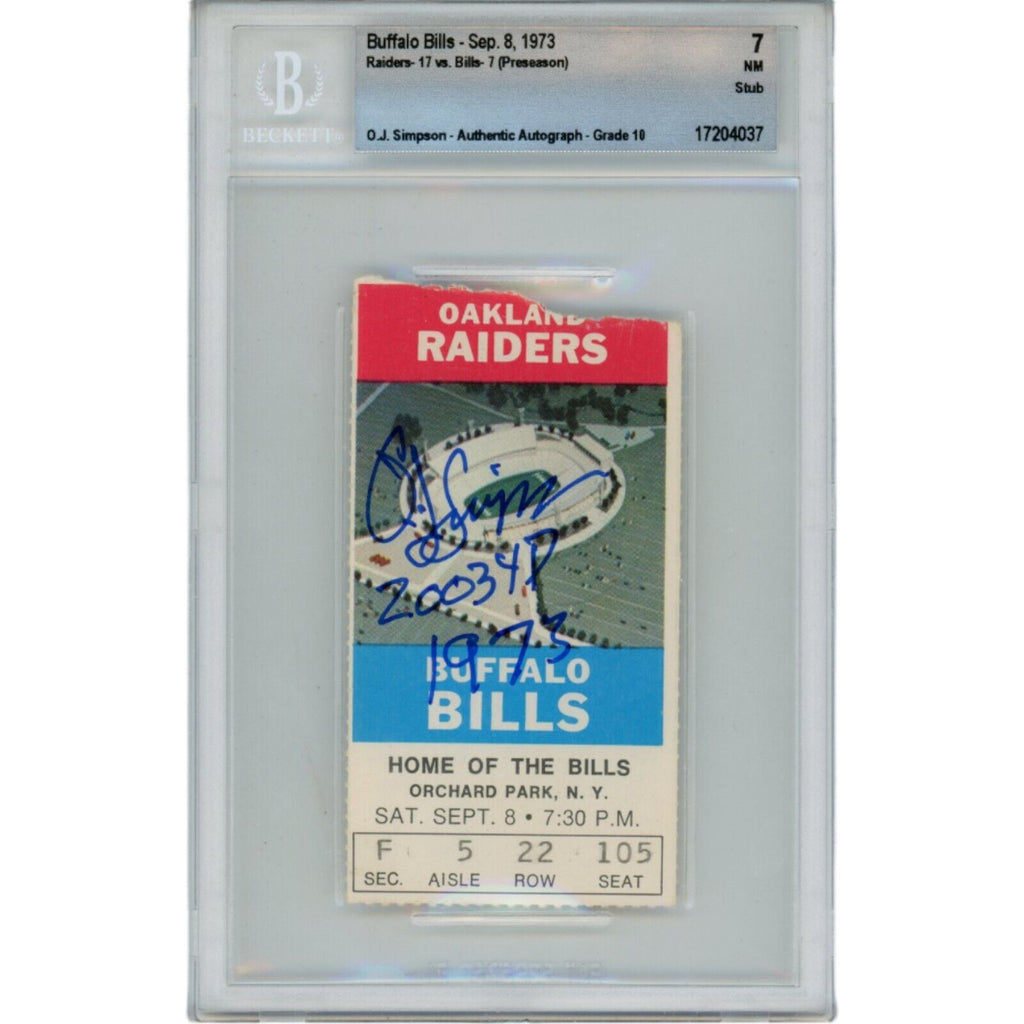 Buffalo Bills - Sep. 8, 1973
Raiders- 17 vs. Bills- 7 (Preseason)
O.J. Simpson - Authentic Autograph - Grade 10
7
NM
Stub
17204037
B
BECKETT
OAKLAND
RAIDERS
O.J. Simpson
2003 YD
1973
BUFFALO
BILLS
HOME OF THE BILLS
ORCHARD PARK, N. Y.
SAT. SEPT. 8 • 7:30 P.M.
F 5 22 105
SEC. AISLE ROW SEAT